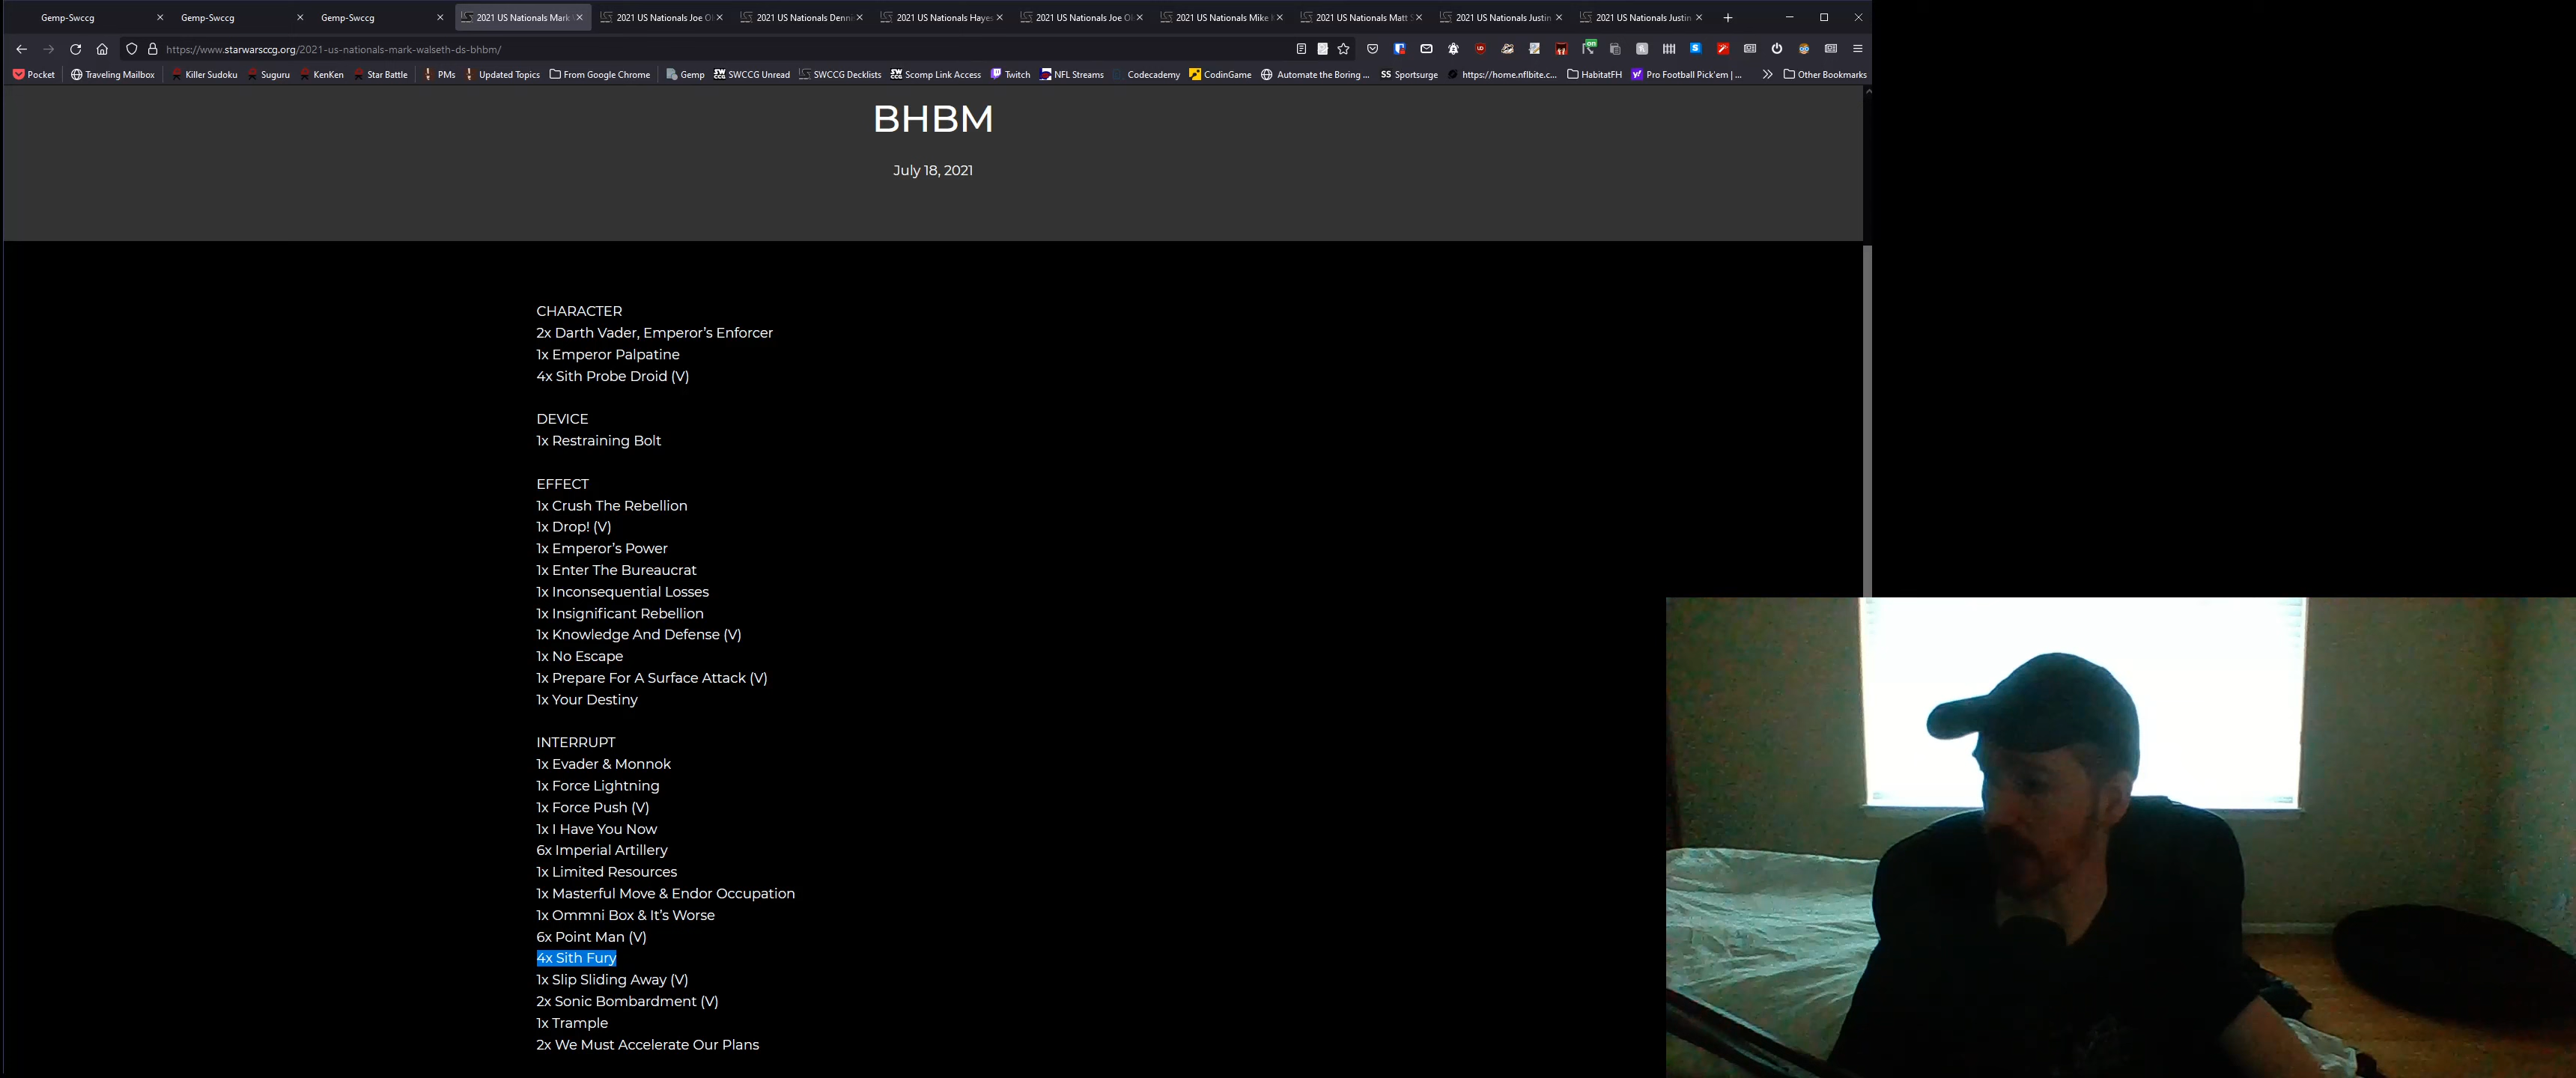 Gemp-Swccg
Gemp-Swccg
Gemp-Swccg
2021 US Nationals Mark
2021 US Nationals Joe O
2021 US Nationals Denni
2021 US Nationals Hayes
2021 US Nationals Joe O
2021 US Nationals Mike
2021 US Nationals Matt
2021 US Nationals Justin
2021 US Nationals Justin
https://www.starwarsccg.org/2021-us-nationals-mark-walseth-ds-bhbm/
on
Pocket
Traveling Mailbox
Killer Sudoku
Suguru
KenKen
Star Battle
PMs
Updated Topics
From Google Chrome
Gemp
SWCCG Unread
SWCCG Decklists
Scomp Link Access
Twitch
NFL Streams
Codecademy
CodinGame
Automate the Boring ...
Sportsurge
https://home.nflbite.c...
HabitatFH
Pro Football Pick'em | ...
Other Bookmarks
BHBM
July 18, 2021
CHARACTER
2x Darth Vader, Emperor's Enforcer
1x Emperor Palpatine
4x Sith Probe Droid (V)
DEVICE
1x Restraining Bolt
EFFECT
1x Crush The Rebellion
1x Drop! (V)
1x Emperor's Power
1x Enter The Bureaucrat
1x Inconsequential Losses
1x Insignificant Rebellion
1x Knowledge And Defense (V)
1x No Escape
1x Prepare For A Surface Attack (V)
1x Your Destiny
INTERRUPT
1x Evader & Monnok
1x Force Lightning
1x Force Push (V)
1x I Have You Now
6x Imperial Artillery
1x Limited Resources
1x Masterful Move & Endor Occupation
1x Ommni Box & It's Worse
6x Point Man (V)
4x Sith Fury
1x Slip Sliding Away (V)
2x Sonic Bombardment (V)
1x Trample
2x We Must Accelerate Our Plans